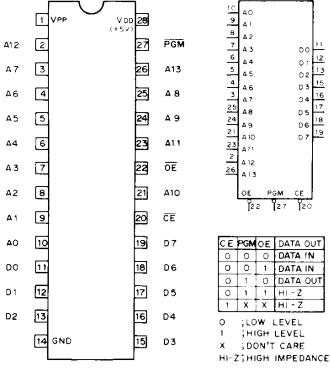 1 VPP VDD 28
(+5V)
A12 2 27 PGM
A7 3 26 A13
A6 4 25 A8
A5 5 24 A9
A4 6 23 A11
A3 7 22 OE
A2 8 21 A10
A1 9 20 CE
A0 10 19 D7
D0 11 18 D6
D1 12 17 D5
D2 13 16 D4
14 GND 15 D3
10 A0
9 A1
8 A2
7 A3 D0 11
6 A4 D1 12
5 A5 D2 13
4 A6 D3 15
3 A7 D4 16
25 A8 D5 17
24 A9 D6 18
21 A10 D7 19
23 A11
2 A12
26 A13
OE PGM CE
22 27 20
CE PGM OE DATA OUT
0 0 0 DATA IN
0 0 1 DATA IN
0 1 0 DATA OUT
0 1 1 HI-Z
1 X X HI-Z
0 ;LOW LEVEL
1 ;HIGH LEVEL
X ;DON'T CARE
HI-Z;HIGH IMPEDANCE